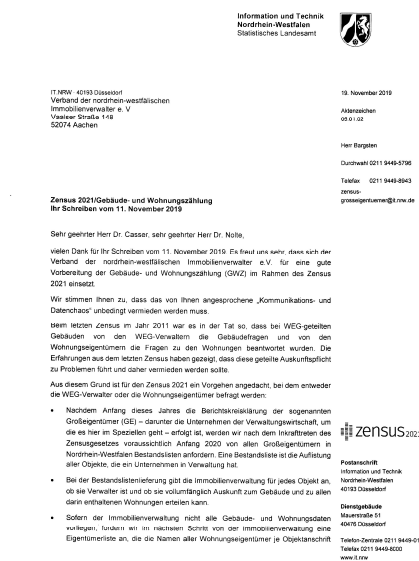 Information und Technik
Nordrhein-Westfalen
Statistisches Landesamt
IT.NRW · 40193 Düsseldorf
Verband der nordrhein-westfälischen
Immobilienverwalter e. V
Vaalser Straße 148
52074 Aachen
19. November 2019
Aktenzeichen
Herr Bargsten
Durchwahl 0211 9449-5796
Telefax 0211 9449-8943
zensus-
grosseigentuemer@it.nrw.de
Zensus 2021/Gebäude- und Wohnungszählung
Ihr Schreiben vom 11. November 2019
Sehr geehrter Herr Dr. Casser, sehr geehrter Herr Dr. Nolte,
vielen Dank für Ihr Schreiben vom 11. November 2019. Es freut uns sehr, dass sich der
Verband der nordrhein-westfälischen Immobilienverwalter e.V. für eine gute
Vorbereitung der Gebäude- und Wohnungszählung (GWZ) im Rahmen des Zensus
2021 einsetzt.
Wir stimmen Ihnen zu, dass das von Ihnen angesprochene „Kommunikations- und
Datenchaos“ unbedingt vermieden werden muss.
Beim letzten Zensus im Jahr 2011 war es in der Tat so, dass bei WEG-geteilten
Gebäuden von den WEG-Verwaltern die Gebäudefragen und von den
Wohnungseigentümern die Fragen zu den Wohnungen beantwortet wurden. Die
Erfahrungen aus dem letzten Zensus haben gezeigt, dass diese geteilte Auskunftspflicht
zu Problemen führt und daher vermieden werden sollte.
Aus diesem Grund ist für den Zensus 2021 ein Vorgehen angedacht, bei dem entweder
die WEG-Verwalter oder die Wohnungseigentümer befragt werden:
• Nachdem Anfang dieses Jahres die Berichtskreisklärung der sogenannten
Großeigentümer (GE) – darunter die Unternehmen der Verwaltungswirtschaft, um
die es hier im Speziellen geht – erfolgt ist, werden wir nach dem Inkrafttreten des
Zensusgesetzes voraussichtlich Anfang 2020 von allen Großeigentümern in
Nordrhein-Westfalen Bestandslisten anfordern. Eine Bestandsliste ist die Auflistung
aller Objekte, die ein Unternehmen in Verwaltung hat.
• Bei der Bestandslistenlieferung gibt die Immobilienverwaltung für jedes Objekt an,
ob sie Verwalter ist und ob sie vollumfänglich Auskunft zum Gebäude und zu allen
darin enthaltenen Wohnungen erteilen kann.
• Sofern der Immobilienverwaltung nicht alle Gebäude- und Wohnungsdaten
vorliegen, fordern wir im nächsten Schritt von der Immobilienverwaltung eine
Eigentümerliste an, die die Namen aller Wohnungseigentümer je Objektanschrift
zensus202
Postanschrift
Information und Technik
Nordrhein-Westfalen
40193 Düsseldorf
Dienstgebäude
Mauerstraße 51
40476 Düsseldorf
Telefon-Zentrale 0211 9449-01
Telefax 0211 9449-8000
www.it.nrw